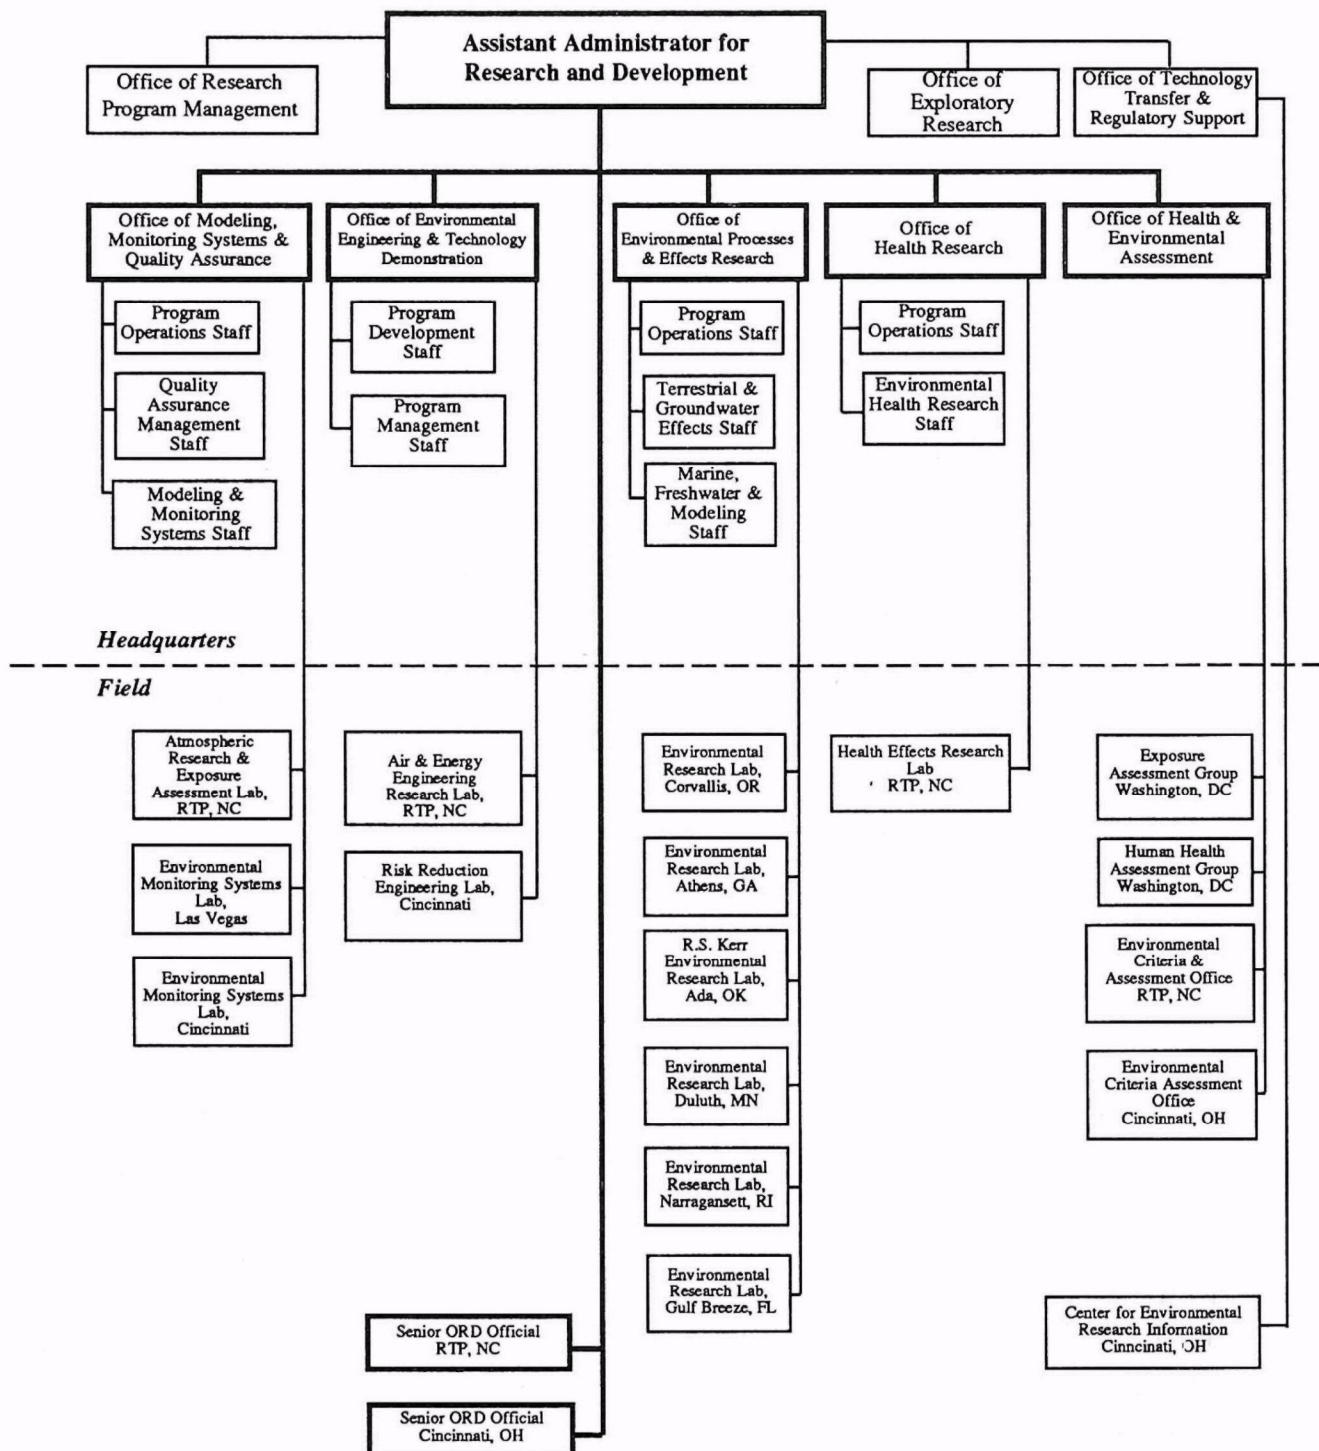 Assistant Administrator for
Research and Development
Office of Research
Program Management
Office of
Exploratory
Research
Office of Technology
Transfer &
Regulatory Support
Office of Modeling,
Monitoring Systems &
Quality Assurance
Office of Environmental
Engineering & Technology
Demonstration
Office of
Environmental Processes
& Effects Research
Office of
Health Research
Office of Health &
Environmental
Assessment
Program
Operations Staff
Quality
Assurance
Management
Staff
Modeling &
Monitoring
Systems Staff
Program
Development
Staff
Program
Management
Staff
Program
Operations Staff
Terrestrial &
Groundwater
Effects Staff
Marine,
Freshwater &
Modeling
Staff
Program
Operations Staff
Environmental
Health Research
Staff
Headquarters
Field
Atmospheric
Research &
Exposure
Assessment Lab,
RTP, NC
Environmental
Monitoring Systems
Lab,
Las Vegas
Environmental
Monitoring Systems
Lab,
Cincinnati
Air & Energy
Engineering
Research Lab,
RTP, NC
Risk Reduction
Engineering Lab,
Cincinnati
Environmental
Research Lab,
Corvallis, OR
Environmental
Research Lab,
Athens, GA
R.S. Kerr
Environmental
Research Lab,
Ada, OK
Environmental
Research Lab,
Duluth, MN
Environmental
Research Lab,
Narragansett, RI
Environmental
Research Lab,
Gulf Breeze, FL
Health Effects Research
Lab
RTP, NC
Exposure
Assessment Group
Washington, DC
Human Health
Assessment Group
Washington, DC
Environmental
Criteria &
Assessment Office
RTP, NC
Environmental
Criteria Assessment
Office
Cincinnati, OH
Center for Environmental
Research Information
Cinncinati, OH
Senior ORD Official
RTP, NC
Senior ORD Official
Cincinnati, OH